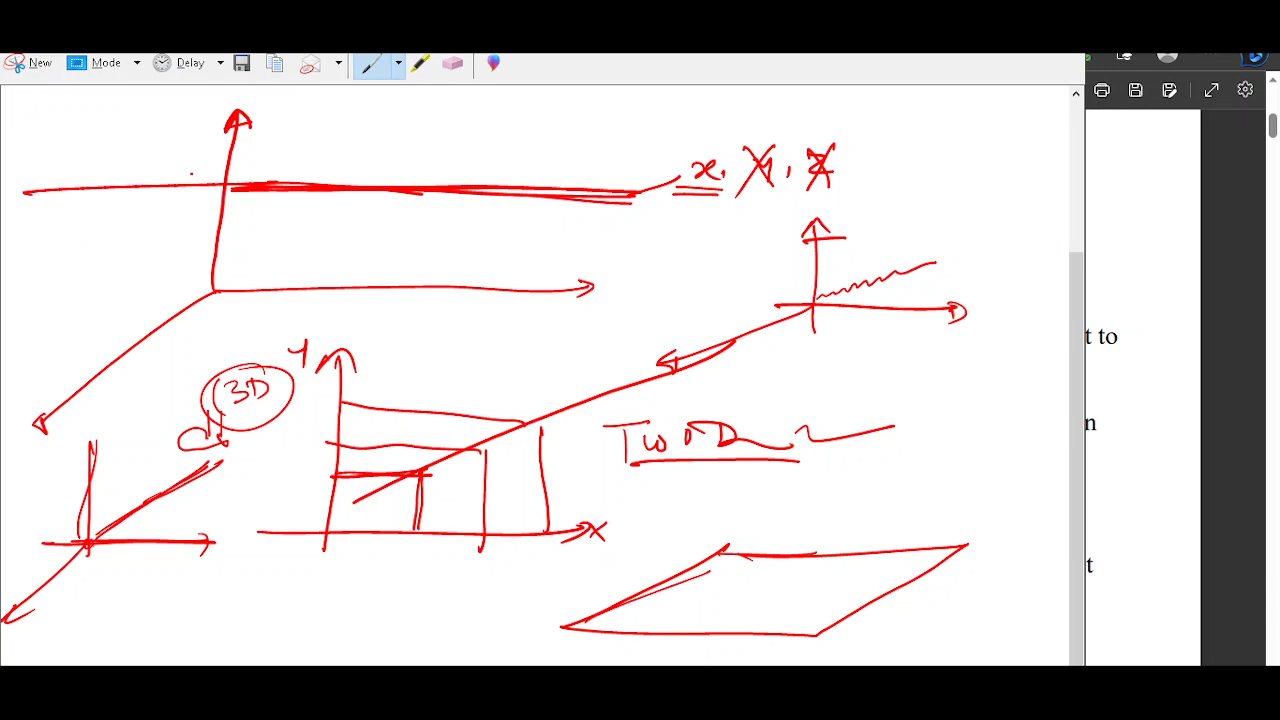 New Mode Delay
x, Y, Z
t to
3D
Y
n
Two D
X
t